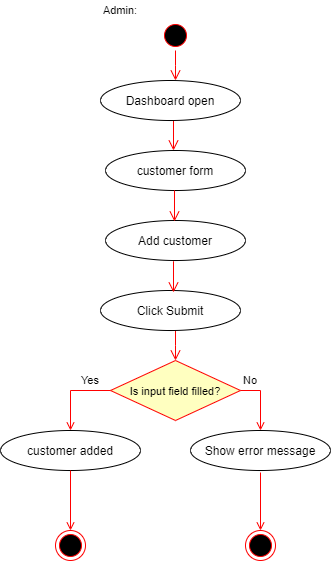 Admin:
Dashboard open
customer form
Add customer
Click Submit
Is input field filled?
Yes
No
customer added
Show error message